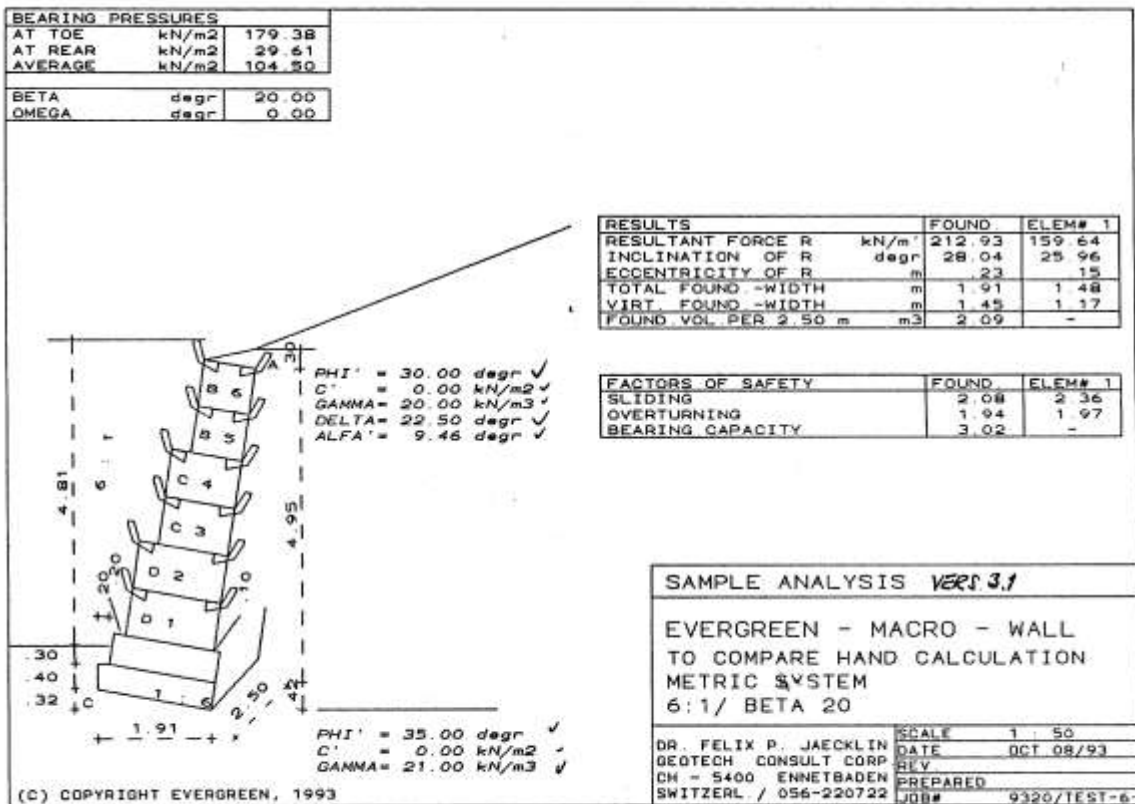 BEARING PRESSURES
AT TOE kN/m2 179.38
AT REAR kN/m2 29.61
AVERAGE kN/m2 104.50
BETA degr 20.00
OMEGA degr 0.00
RESULTS FOUND. ELEM# 1
RESULTANT FORCE R kN/m' 212.93 159.64
INCLINATION OF R degr 28.04 25.96
ECCENTRICITY OF R m .23 .15
TOTAL FOUND.-WIDTH m 1.91 1.48
VIRT. FOUND.-WIDTH m 1.45 1.17
FOUND.VOL.PER 2.50 m m3 2.09 -
FACTORS OF SAFETY FOUND. ELEM# 1
SLIDING 2.08 2.36
OVERTURNING 1.94 1.97
BEARING CAPACITY 3.02 -
PHI' = 30.00 degr ✓
C' = 0.00 kN/m2 ✓
GAMMA= 20.00 kN/m3 ✓
DELTA= 22.50 degr ✓
ALFA'= 9.46 degr ✓
A
.30
B 6
B 5
C 4
C 3
D 2
D 1
4.81
6 : 1
4.95
.20
.20
.10
.30
.40
.32
C
1 : 6
2.50
.45
1.91
PHI' = 35.00 degr ✓
C' = 0.00 kN/m2 ✓
GAMMA= 21.00 kN/m3 ✓
SAMPLE ANALYSIS VERS 3.1
EVERGREEN - MACRO - WALL
TO COMPARE HAND CALCULATION
METRIC SYSTEM
6:1/ BETA 20
DR. FELIX P. JAECKLIN
GEOTECH CONSULT CORP
CH - 5400 ENNETBADEN
SWITZERL./ 056-220722
SCALE 1 : 50
DATE OCT 08/93
REV.
PREPARED
JOB# 9320/TEST-6-
(C) COPYRIGHT EVERGREEN, 1993